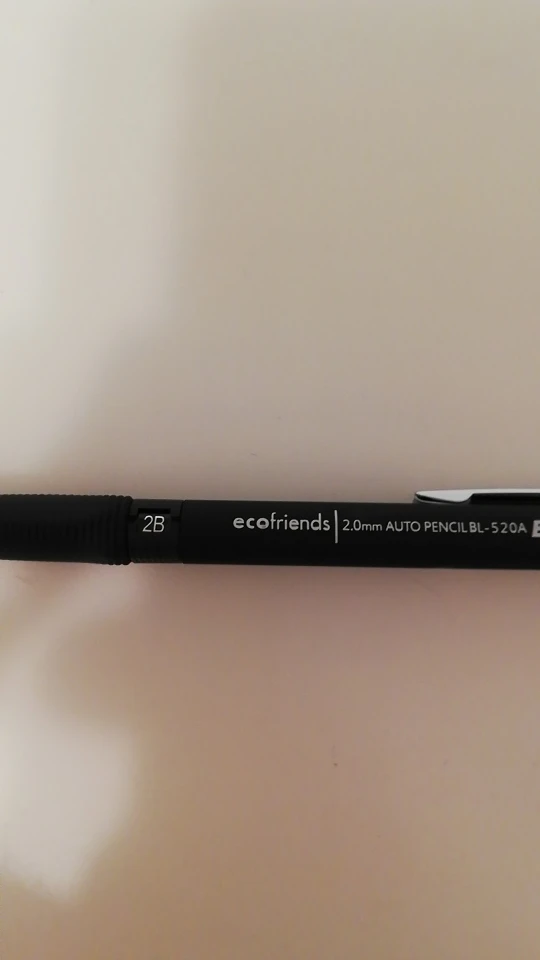 2B ecofriends | 2.0mm AUTO PENCIL BL-520A